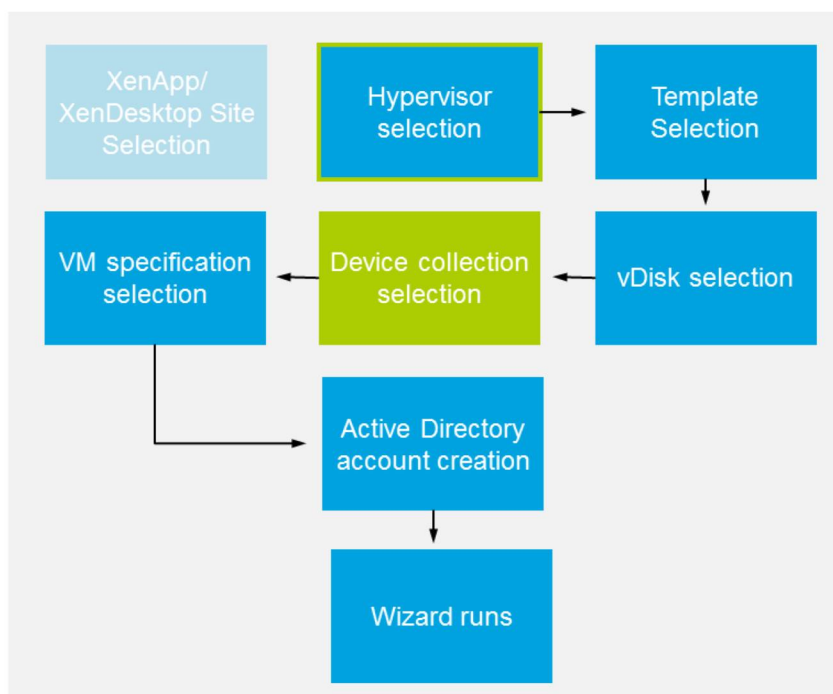 XenApp/
XenDesktop Site
Selection
Hypervisor
selection
Template
Selection
VM specification
selection
Device collection
selection
vDisk selection
Active Directory
account creation
Wizard runs